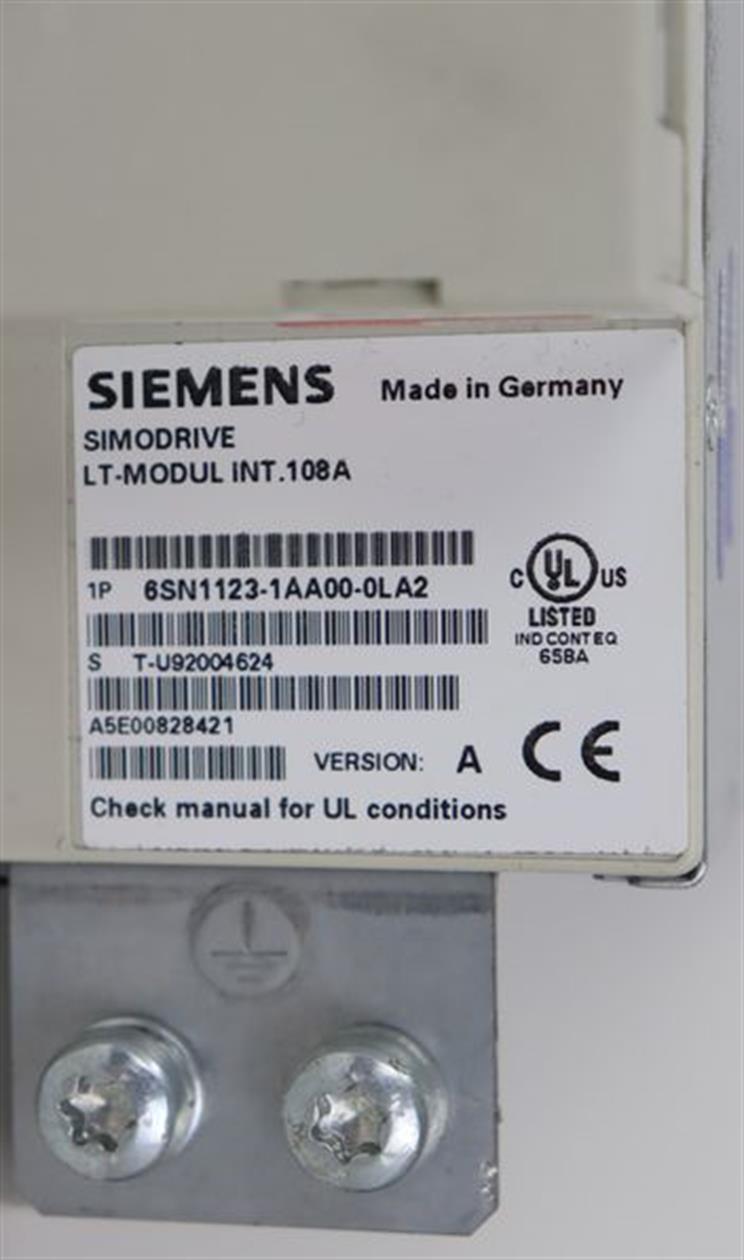 SIEMENS Made in Germany
SIMODRIVE
LT-MODUL INT.108A
1P 6SN1123-1AA00-0LA2
C UL US
LISTED
IND CONT EQ
S T-U92004624
65BA
A5E00828421
VERSION: A CE
Check manual for UL conditions